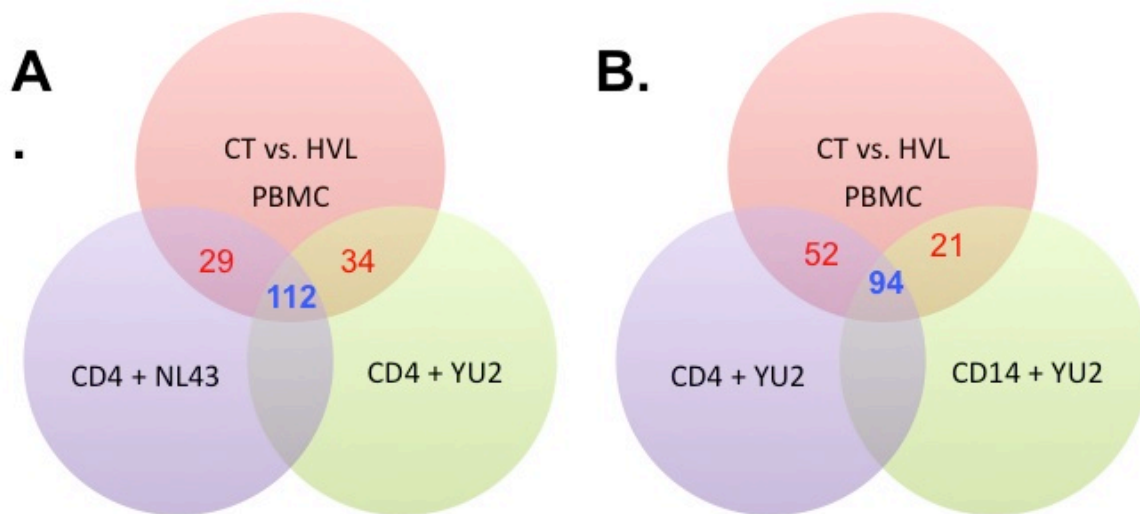 A
.
CT vs. HVL
PBMC
29
34
112
CD4 + NL43
CD4 + YU2
B.
CT vs. HVL
PBMC
52
21
94
CD4 + YU2
CD14 + YU2